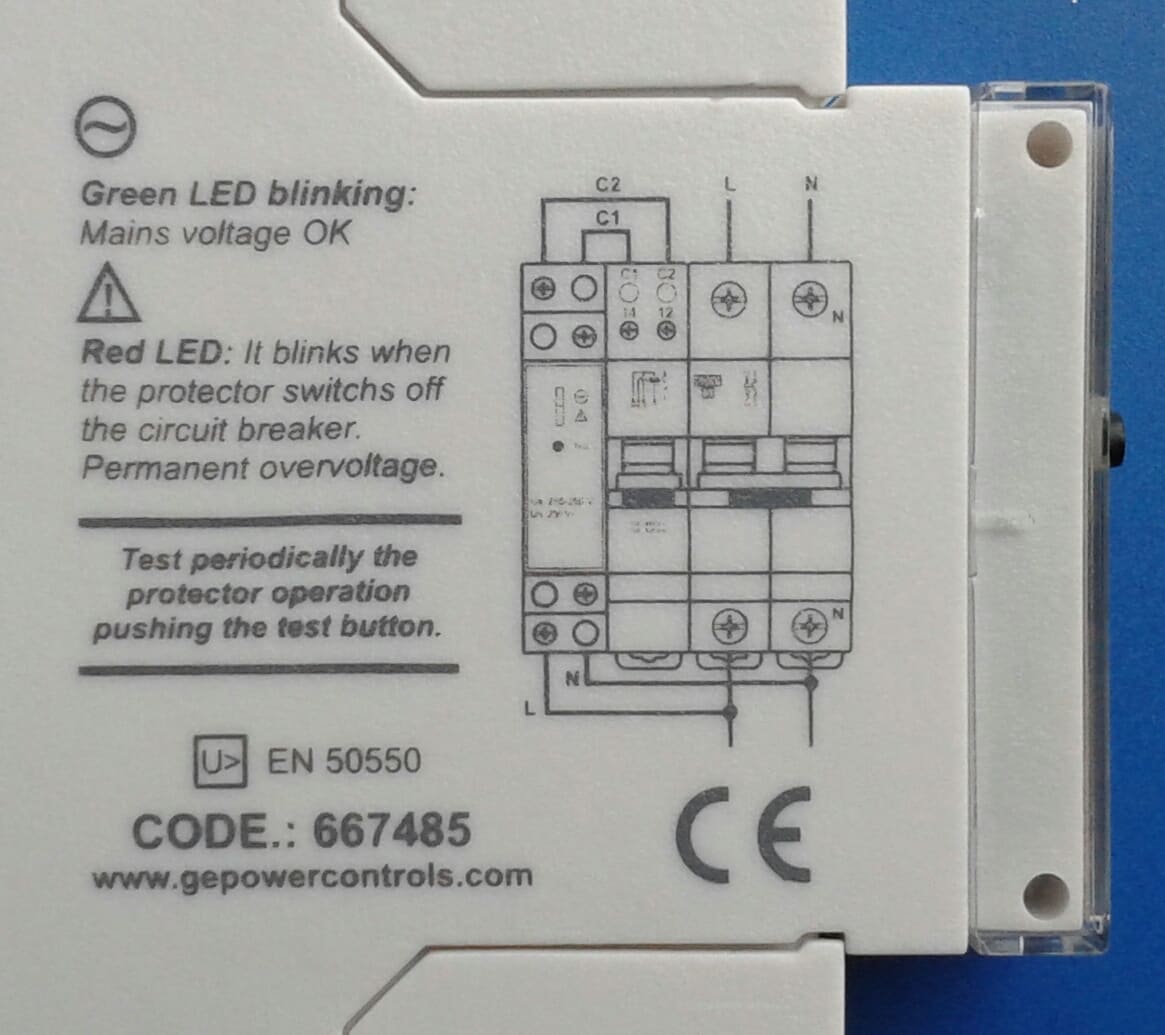 Green LED blinking:
Mains voltage OK
Red LED: It blinks when
the protector switchs off
the circuit breaker.
Permanent overvoltage.
Test periodically the
protector operation
pushing the test button.
U> EN 50550
CODE.: 667485
www.gepowercontrols.com
C2
L
N
C1
C1 C2
14 12
N
N
N
L
CE